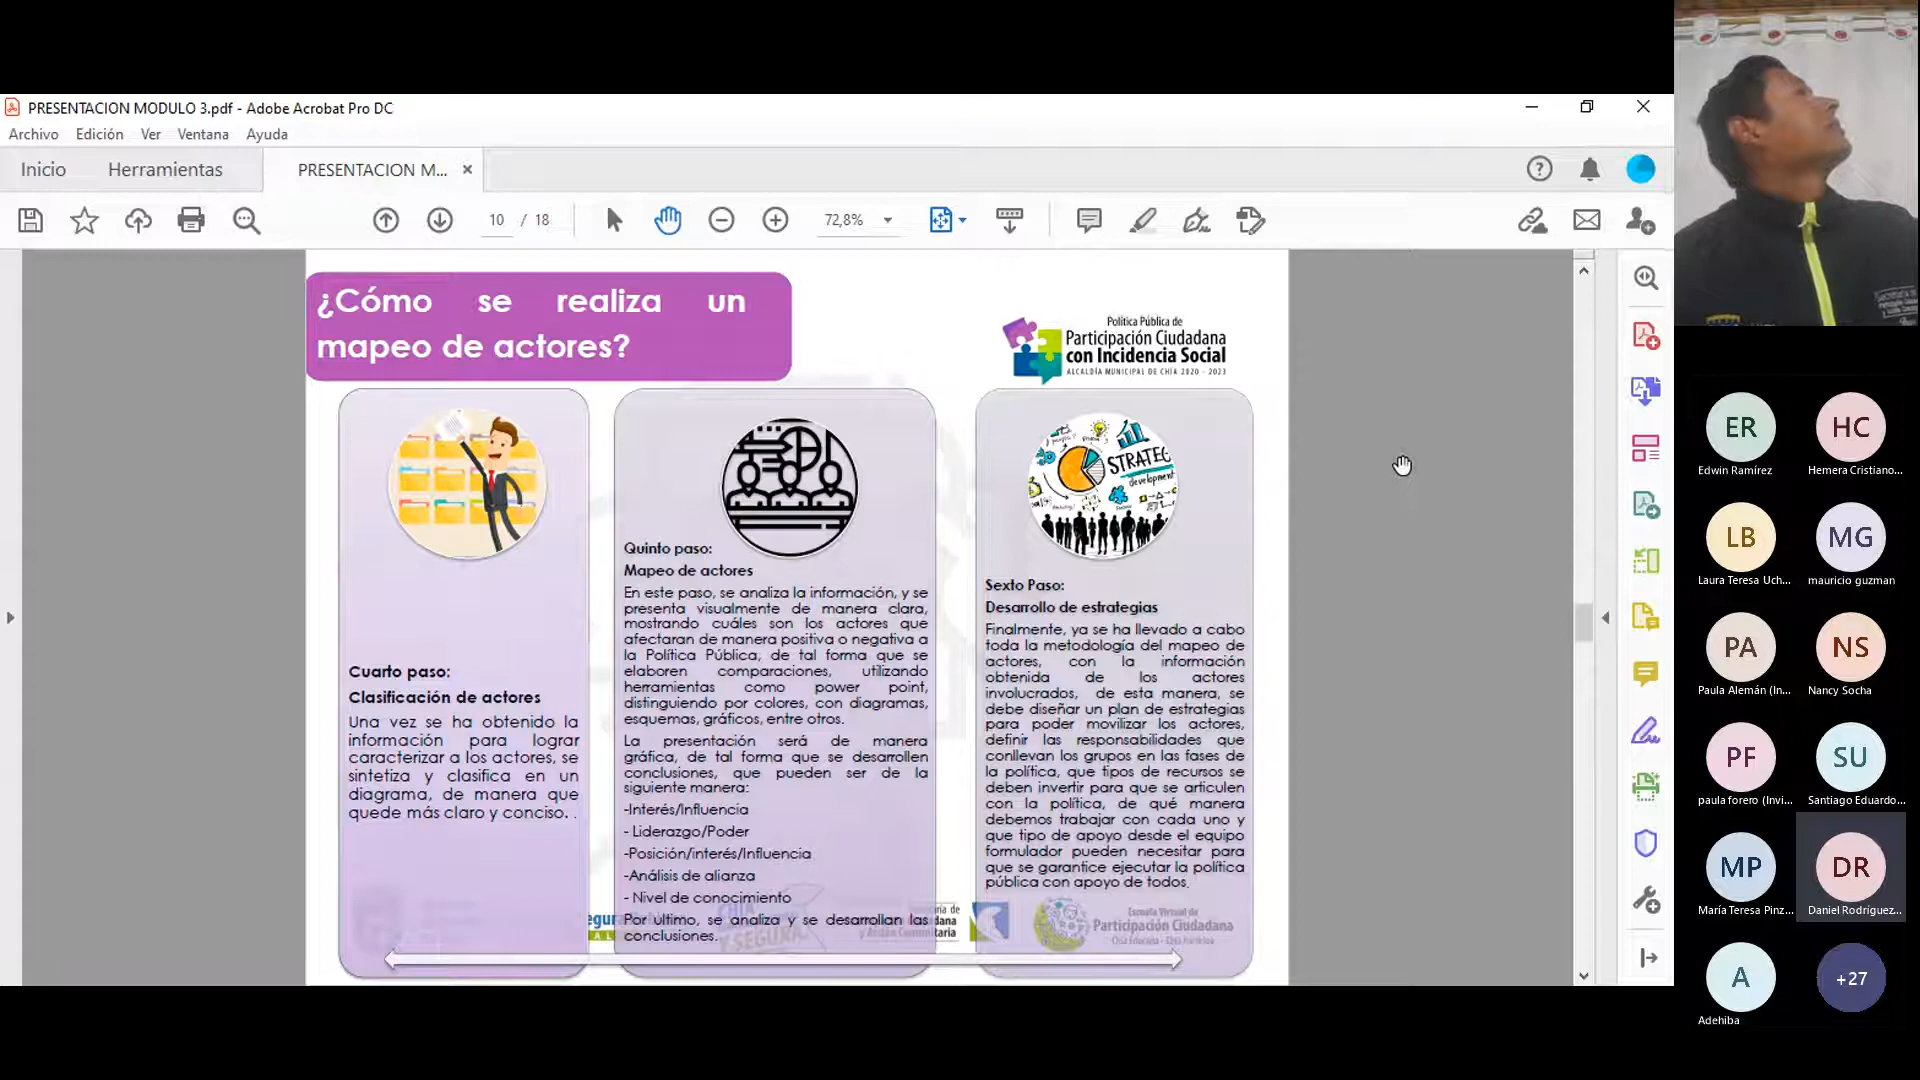 PRESENTACION MODULO 3.pdf - Adobe Acrobat Pro DC
Archivo Edición Ver Ventana Ayuda
Inicio Herramientas PRESENTACION M...
10 / 18 72,8%
¿Cómo se realiza un
mapeo de actores?
Política Pública de
Participación Ciudadana
con Incidencia Social
ALCALDÍA MUNICIPAL DE CHÍA 2020 - 2023
Cuarto paso:
Clasificación de actores
Una vez se ha obtenido la
información para lograr
caracterizar a los actores, se
sintetiza y clasifica en un
diagrama, de manera que
quede más claro y conciso. .
Quinto paso:
Mapeo de actores
En este paso, se analiza la información, y se
presenta visualmente de manera clara,
mostrando cuáles son los actores que
afectaran de manera positiva o negativa a
la Política Pública, de tal forma que se
elaboren comparaciones, utilizando
herramientas como power point,
distinguiendo por colores, con diagramas,
esquemas, gráficos, entre otros.
La presentación será de manera
gráfica, de tal forma que se desarrollen
conclusiones, que pueden ser de la
siguiente manera:
-Interés/Influencia
- Liderazgo/Poder
-Posición/interés/Influencia
-Análisis de alianza
- Nivel de conocimiento
Por último, se analiza y se desarrollan las
conclusiones.
STRATEG
development
Sexto Paso:
Desarrollo de estrategias
Finalmente, ya se ha llevado a cabo
toda la metodología del mapeo de
actores, con la información
obtenida de los actores
involucrados, de esta manera, se
debe diseñar un plan de estrategias
para poder movilizar los actores,
definir las responsabilidades que
conllevan los grupos en las fases de
la política, que tipos de recursos se
deben invertir para que se articulen
con la política, de qué manera
debemos trabajar con cada uno y
que tipo de apoyo desde el equipo
formulador pueden necesitar para
que se garantice ejecutar la política
pública con apoyo de todos.
Escuela Virtual de
Participación Ciudadana
ER HC
Edwin Ramírez Hemera Cristiano...
LB MG
Laura Teresa Uch... mauricio guzman
PA NS
Paula Alemán (In... Nancy Socha
PF SU
paula forero (Invi... Santiago Eduardo...
MP DR
María Teresa Pinz... Daniel Rodríguez...
A +27
Adehiba